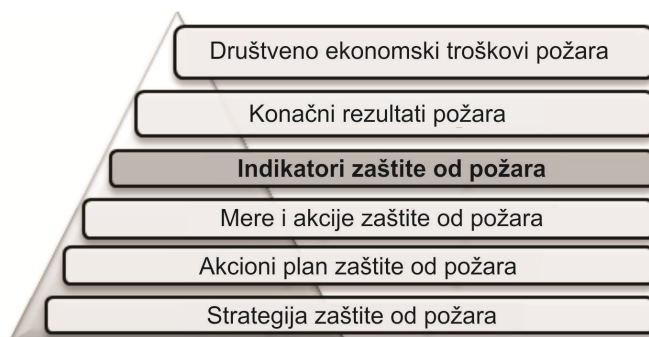 Društveno ekonomski troškovi požara
Konačni rezultati požara
Indikatori zaštite od požara
Mere i akcije zaštite od požara
Akcioni plan zaštite od požara
Strategija zaštite od požara